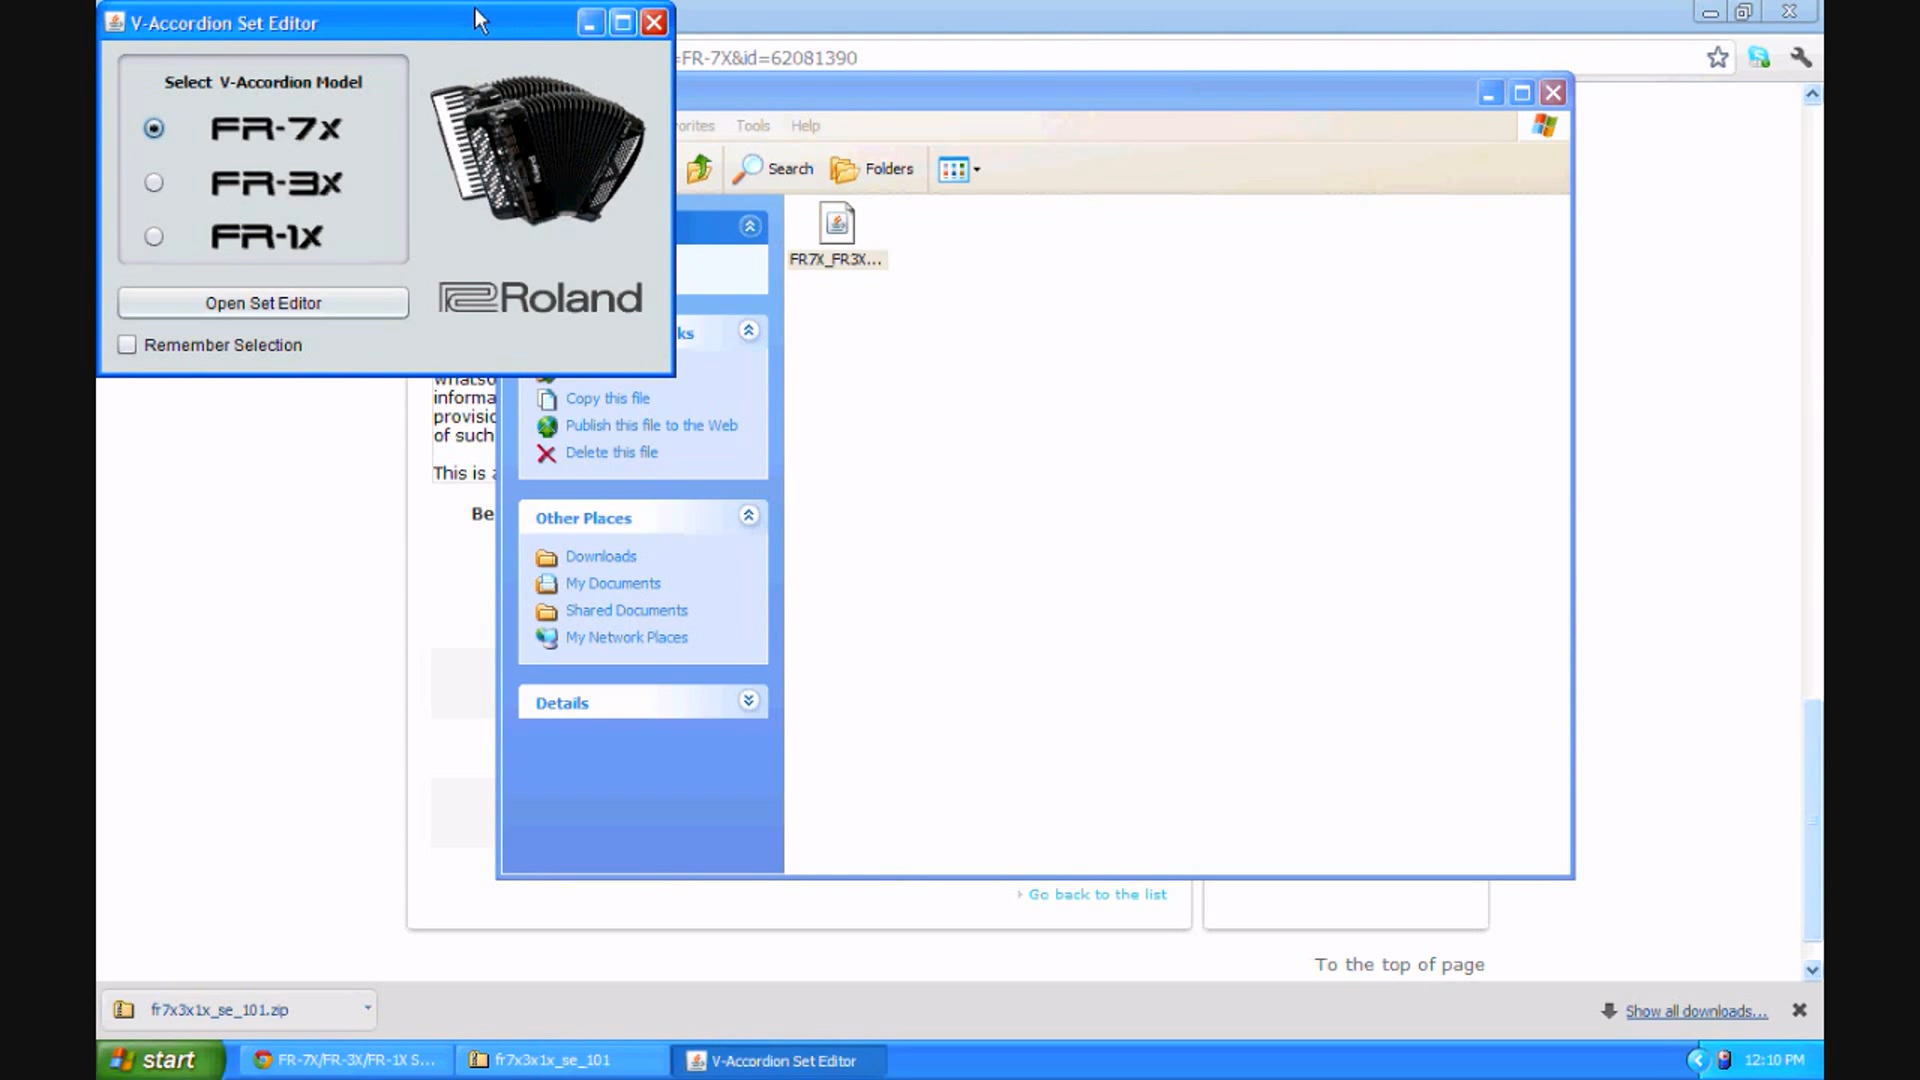 V-Accordion Set Editor
Select V-Accordion Model
FR-7x
FR-3x
FR-1x
Roland
Open Set Editor
Remember Selection
=FR-7X&id=62081390
Tools Help
Search Folders
FR7X_FR3X...
ks
Copy this file
Publish this file to the Web
Delete this file
informa
provisic
of such
This is
Be
Other Places
Downloads
My Documents
Shared Documents
My Network Places
Details
Go back to the list
To the top of page
fr7x3x1x_se_101.zip
Show all downloads...
start
FR-7X/FR-3X/FR-1X S...
fr7x3x1x_se_101
V-Accordion Set Editor
12:10 PM